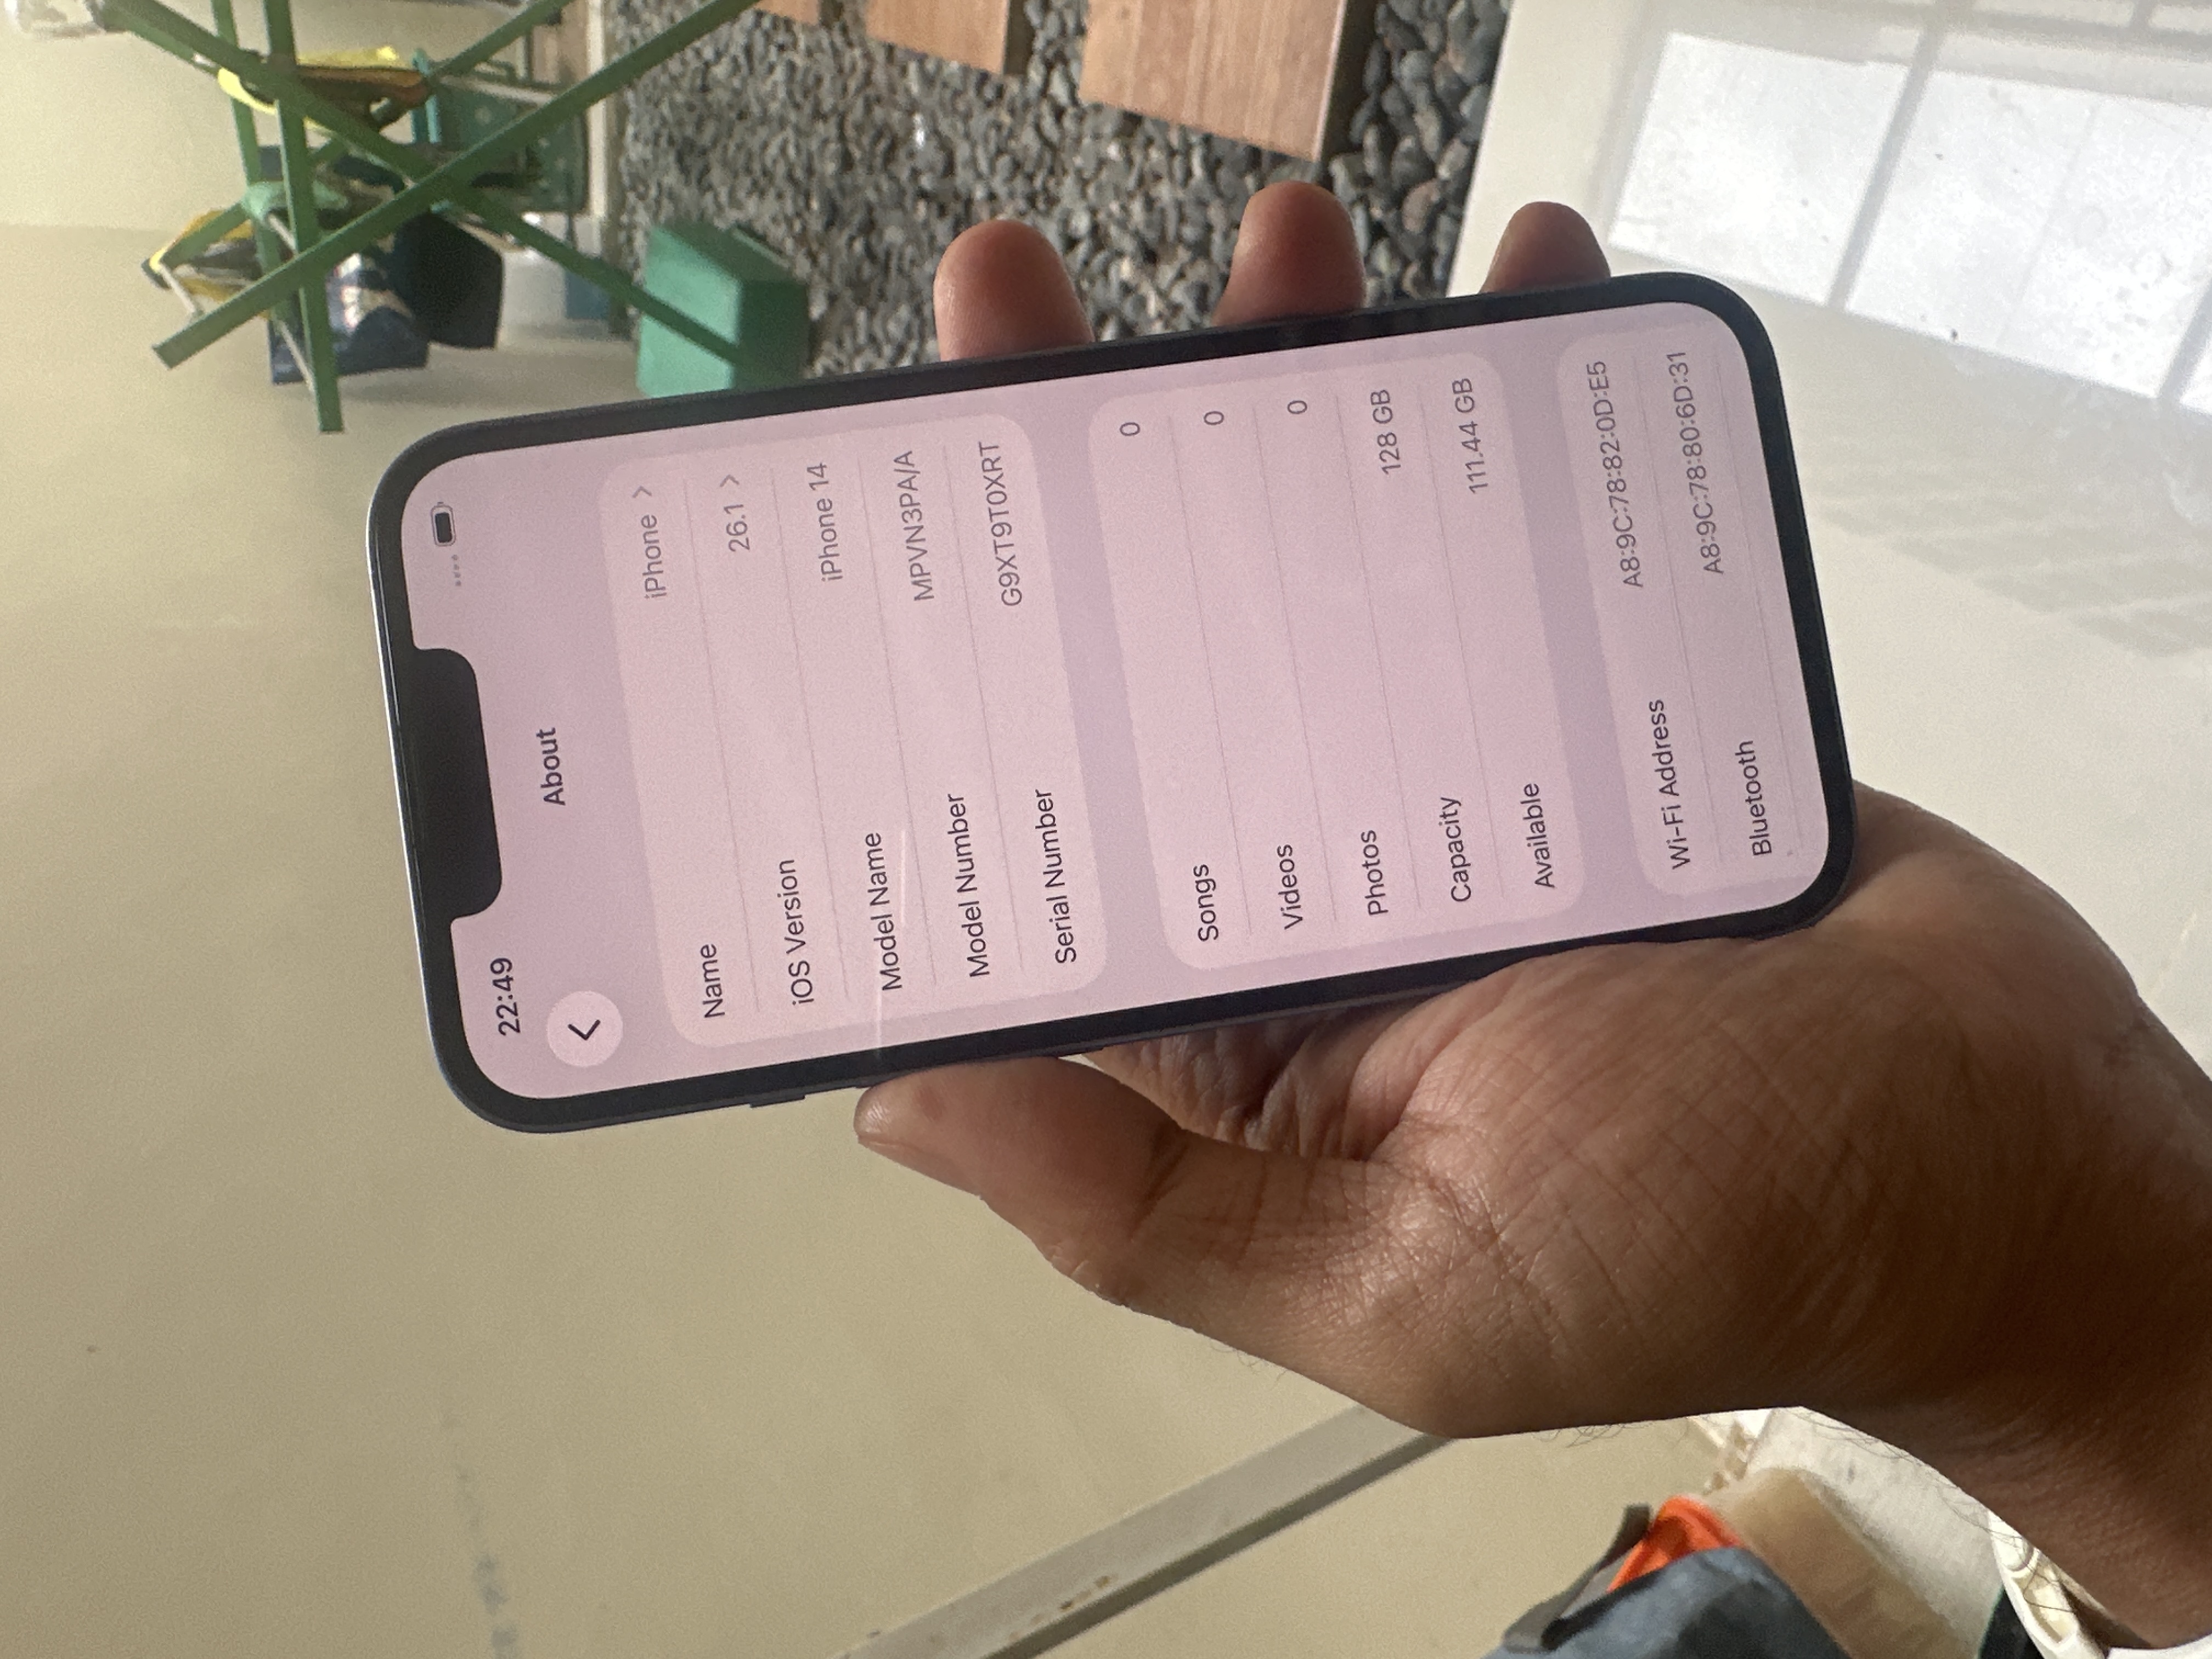 22:49
About
Name iPhone
iOS Version 26.1
Model Name iPhone 14
Model Number MPVN3PA/A
Serial Number G9XT9T0XRT
Songs 0
Videos 0
Photos 0
Capacity 128 GB
Available 111.44 GB
Wi-Fi Address A8:9C:78:82:0D:E5
Bluetooth A8:9C:78:80:6D:31